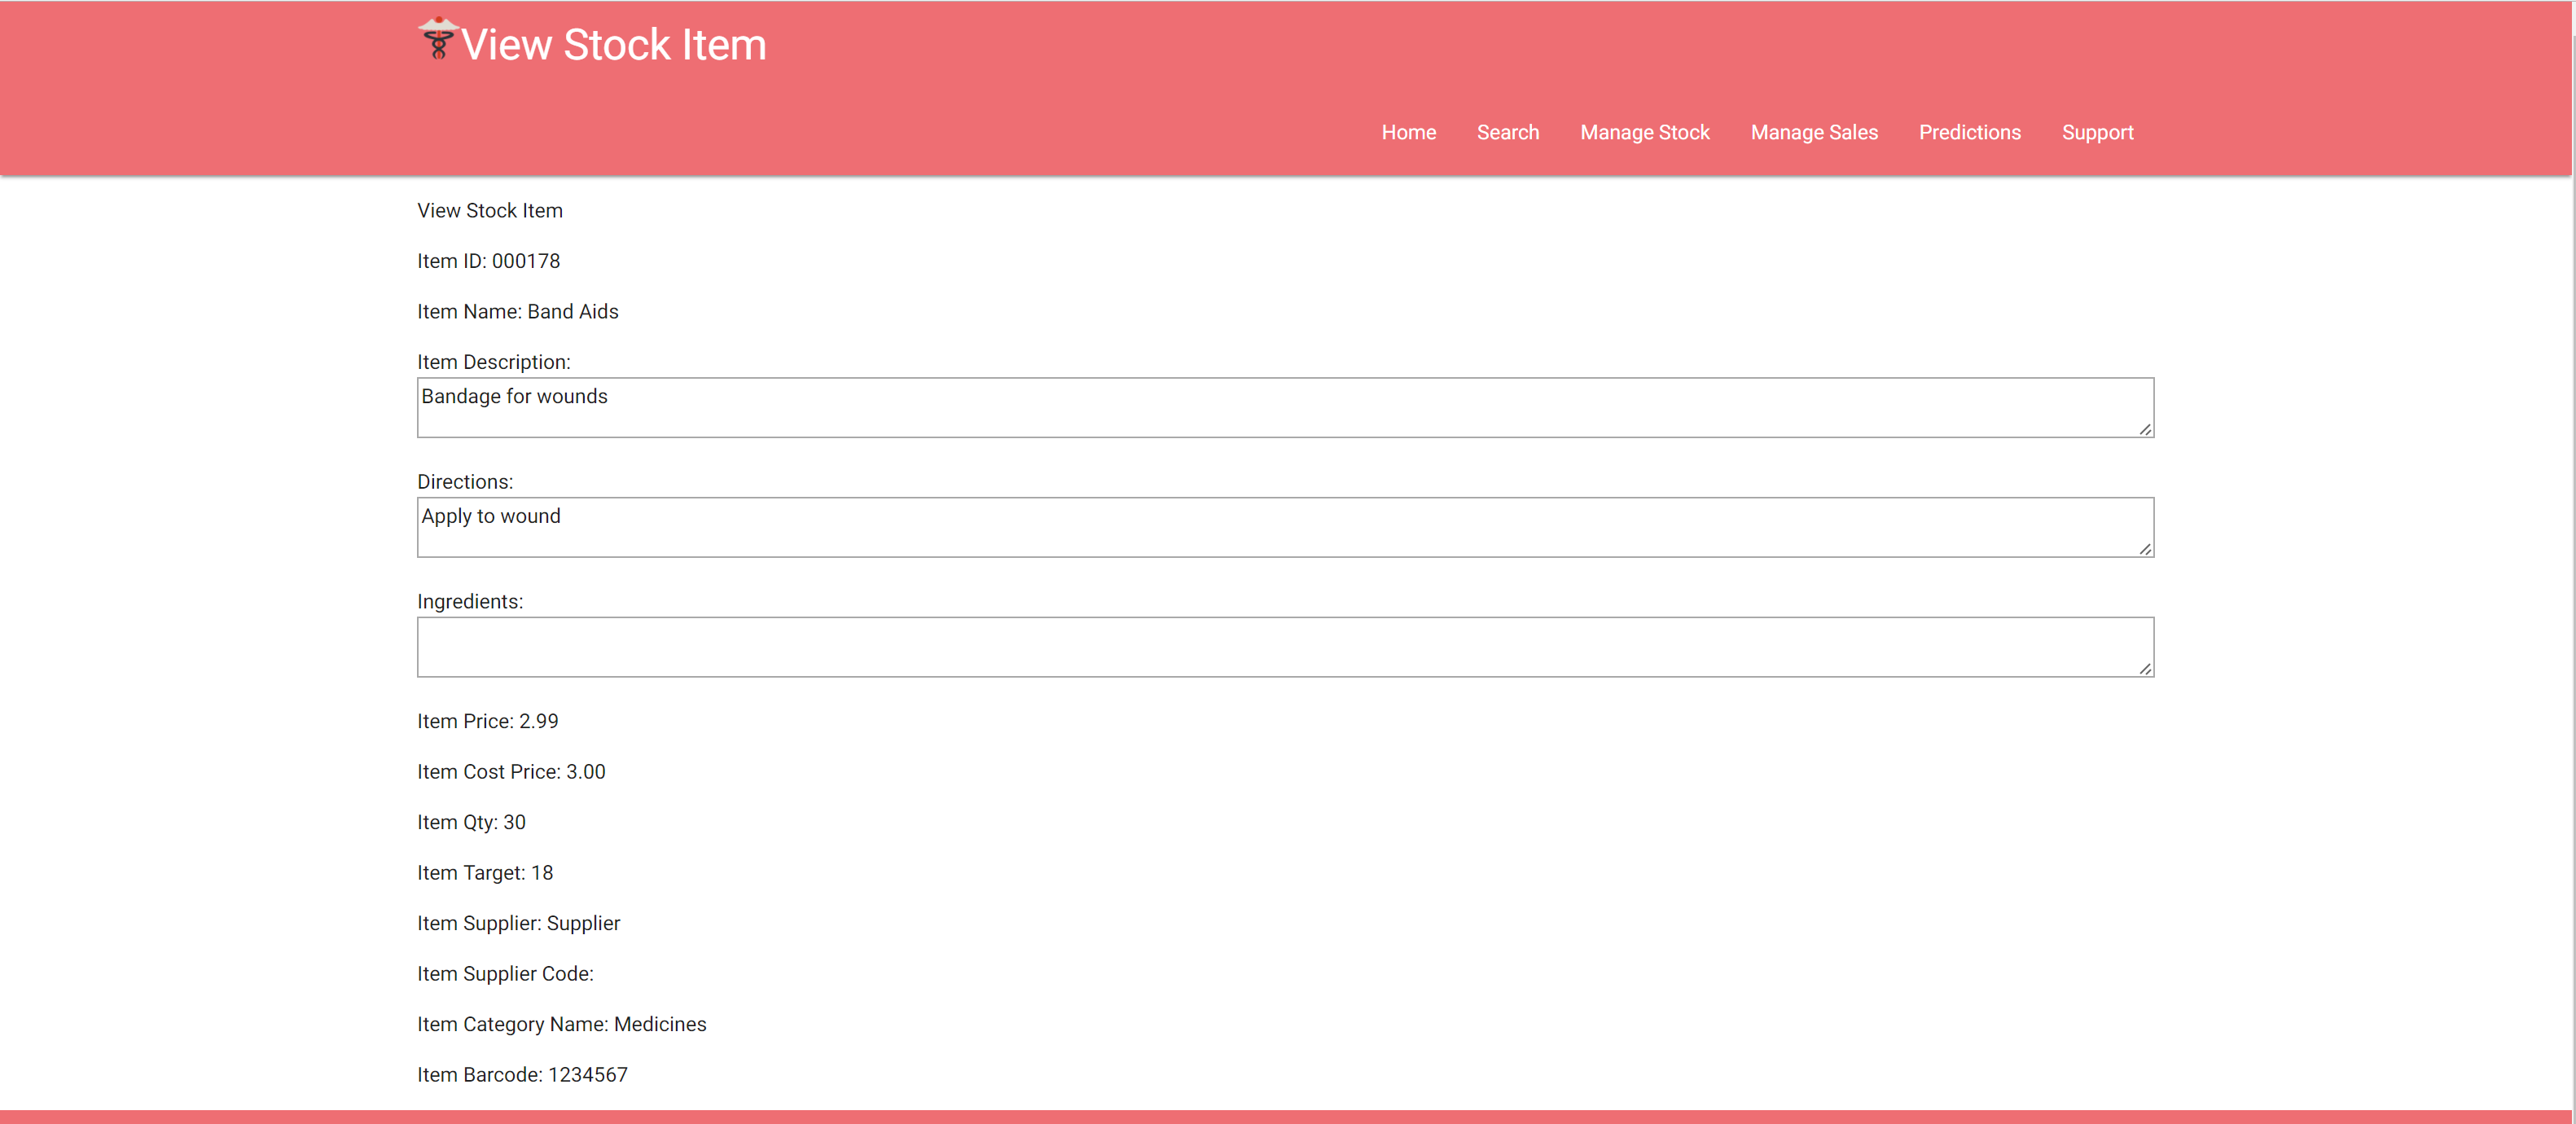 View Stock Item
Home Search Manage Stock Manage Sales Predictions Support
View Stock Item
Item ID: 000178
Item Name: Band Aids
Item Description:
Bandage for wounds
Directions:
Apply to wound
Ingredients:
Item Price: 2.99
Item Cost Price: 3.00
Item Qty: 30
Item Target: 18
Item Supplier: Supplier
Item Supplier Code:
Item Category Name: Medicines
Item Barcode: 1234567